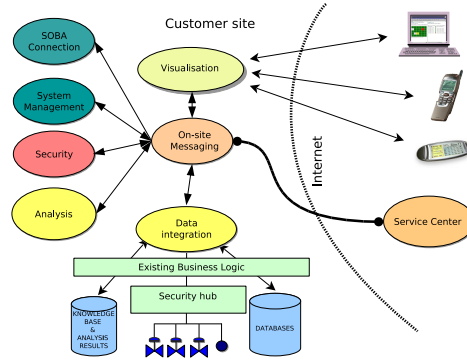 Customer site
SOBA
Connection
Visualisation
System
Management
On-site
Messaging
Security
Internet
Analysis
Data
integration
Service Center
Existing Business Logic
Security hub
KNOWLEDGE
BASE
&
ANALYSIS
RESULTS
DATABASES